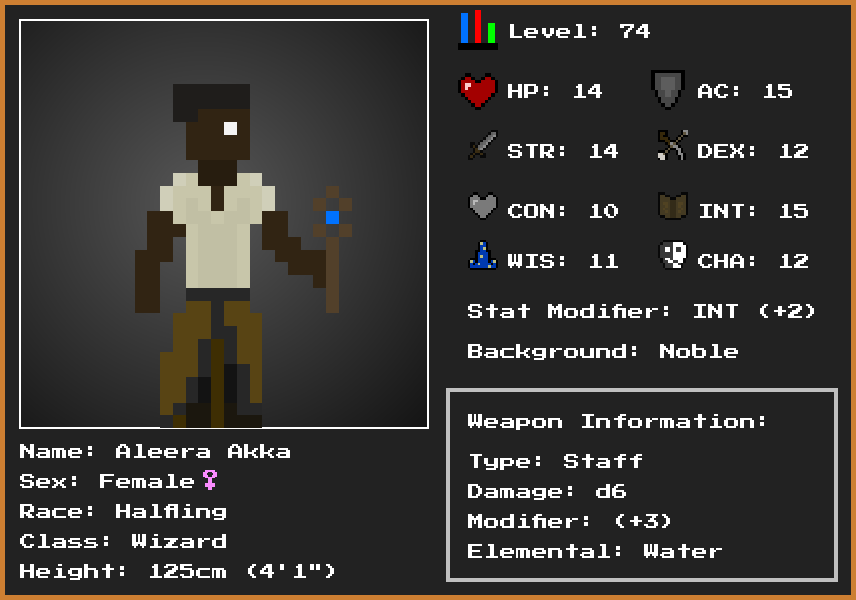 Level: 74
HP: 14
AC: 15
STR: 14
DEX: 12
CON: 10
INT: 15
WIS: 11
CHA: 12
Stat Modifier: INT (+2)
Background: Noble
Weapon Information:
Type: Staff
Damage: d6
Modifier: (+3)
Elemental: Water
Name: Aleera Akka
Sex: Female♀
Race: Halfling
Class: Wizard
Height: 125cm (4'1")